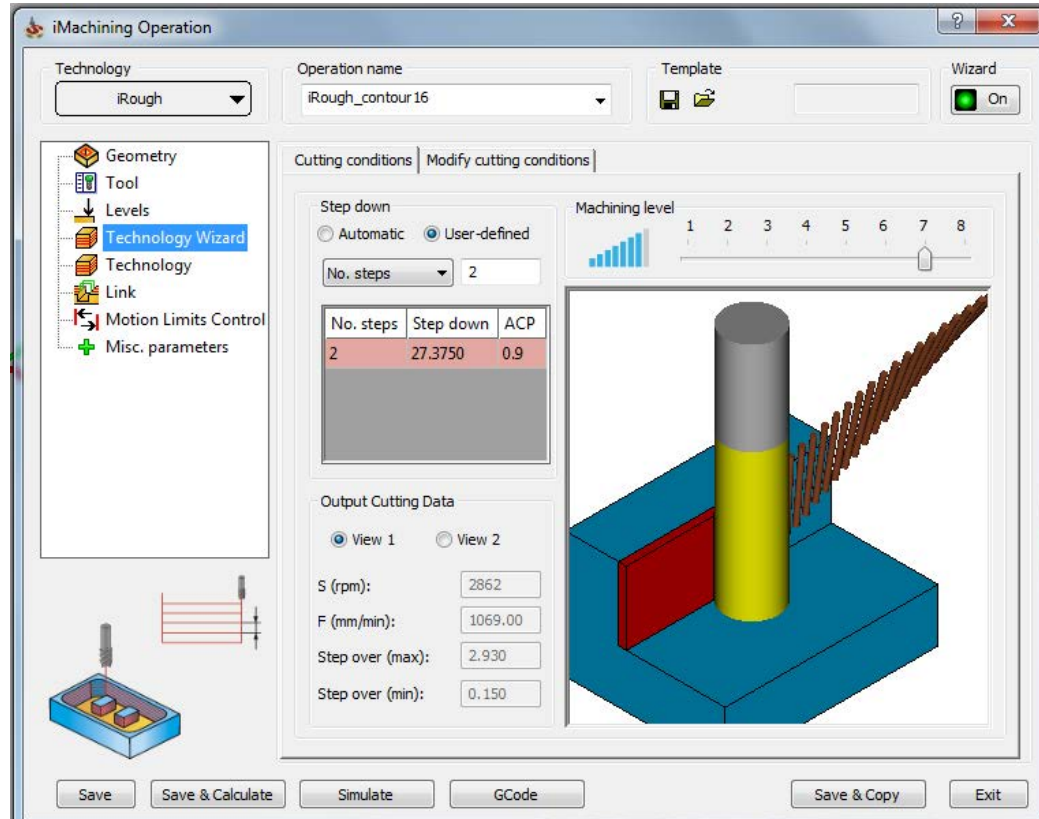 iMachining Operation
Technology
iRough
Operation name
iRough_contour16
Template
Wizard
On
Geometry
Tool
Levels
Technology Wizard
Technology
Link
Motion Limits Control
Misc. parameters
Cutting conditions
Modify cutting conditions
Step down
Automatic
User-defined
No. steps
2
No. steps Step down ACP
2 27.3750 0.9
Machining level
1 2 3 4 5 6 7 8
Output Cutting Data
View 1
View 2
S (rpm): 2862
F (mm/min): 1069.00
Step over (max): 2.930
Step over (min): 0.150
Save
Save & Calculate
Simulate
GCode
Save & Copy
Exit